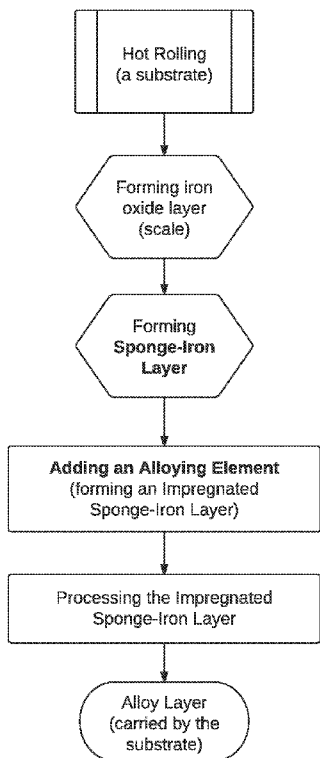 Hot Rolling
(a substrate)
Forming iron
oxide layer
(scale)
Forming
Sponge-Iron
Layer
Adding an Alloying Element
(forming an Impregnated
Sponge-Iron Layer)
Processing the Impregnated
Sponge-Iron Layer
Alloy Layer
(carried by the
substrate)